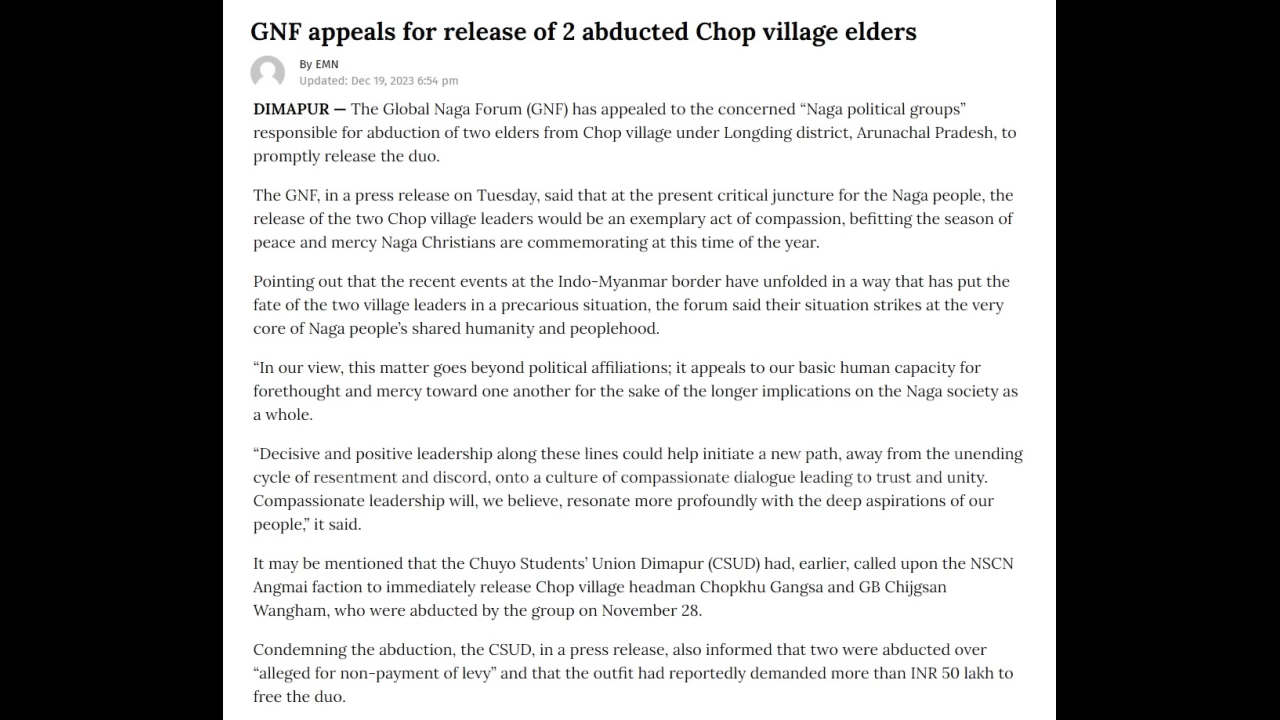 GNF appeals for release of 2 abducted Chop village elders
By EMN
Updated: Dec 19, 2023 6:54 pm
DIMAPUR — The Global Naga Forum (GNF) has appealed to the concerned “Naga political groups”
responsible for abduction of two elders from Chop village under Longding district, Arunachal Pradesh, to
promptly release the duo.
The GNF, in a press release on Tuesday, said that at the present critical juncture for the Naga people, the
release of the two Chop village leaders would be an exemplary act of compassion, befitting the season of
peace and mercy Naga Christians are commemorating at this time of the year.
Pointing out that the recent events at the Indo-Myanmar border have unfolded in a way that has put the
fate of the two village leaders in a precarious situation, the forum said their situation strikes at the very
core of Naga people’s shared humanity and peoplehood.
“In our view, this matter goes beyond political affiliations; it appeals to our basic human capacity for
forethought and mercy toward one another for the sake of the longer implications on the Naga society as
a whole.
“Decisive and positive leadership along these lines could help initiate a new path, away from the unending
cycle of resentment and discord, onto a culture of compassionate dialogue leading to trust and unity.
Compassionate leadership will, we believe, resonate more profoundly with the deep aspirations of our
people,” it said.
It may be mentioned that the Chuyo Students’ Union Dimapur (CSUD) had, earlier, called upon the NSCN
Angmai faction to immediately release Chop village headman Chopkhu Gangsa and GB Chijgsan
Wangham, who were abducted by the group on November 28.
Condemning the abduction, the CSUD, in a press release, also informed that two were abducted over
“alleged for non-payment of levy” and that the outfit had reportedly demanded more than INR 50 lakh to
free the duo.